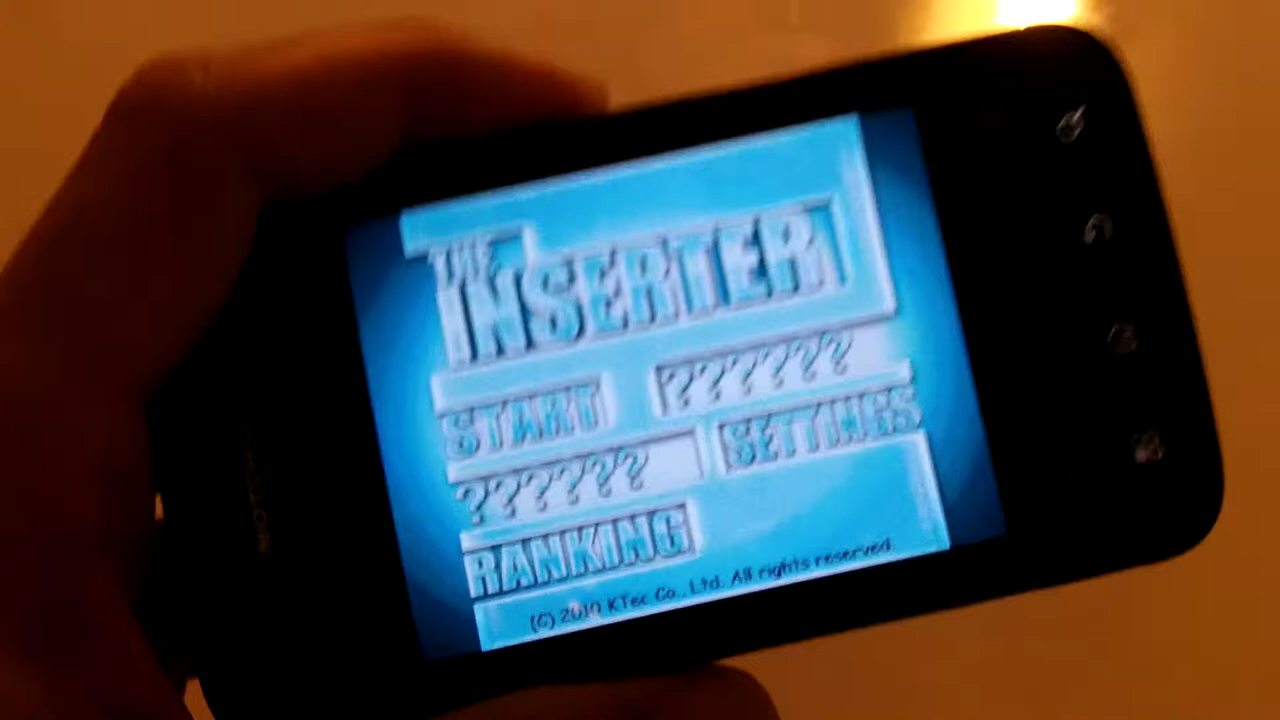 THE
INSERTER
START ??????
?????? SETTINGS
RANKING
(C) 2010 KTec Co., Ltd. All rights reserved.